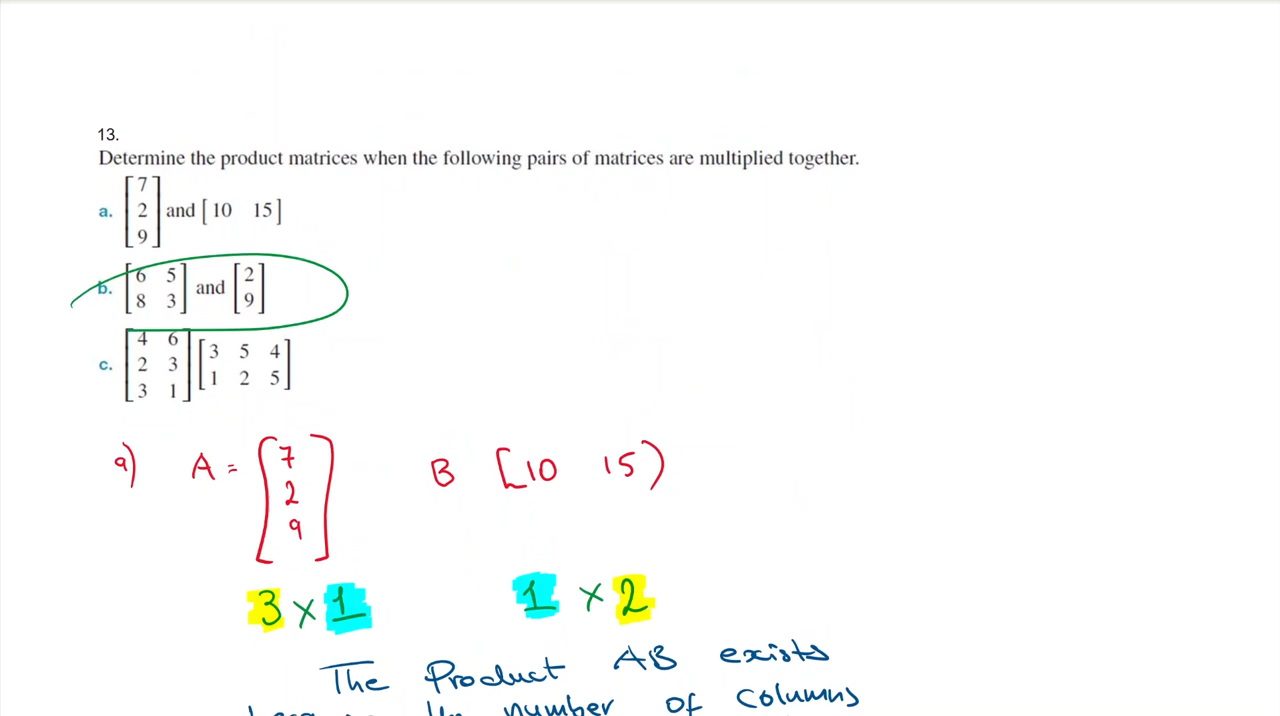 13.
Determine the product matrices when the following pairs of matrices are multiplied together.
a. [7 2 9] and [10 15]
b. [6 5 8 3] and [2 9]
c. [4 6 2 3 3 1] [3 5 4 1 2 5]
a) A = [7 2 9] B [10 15)
3 × 1 1 × 2
The Product AB exists
number of columns